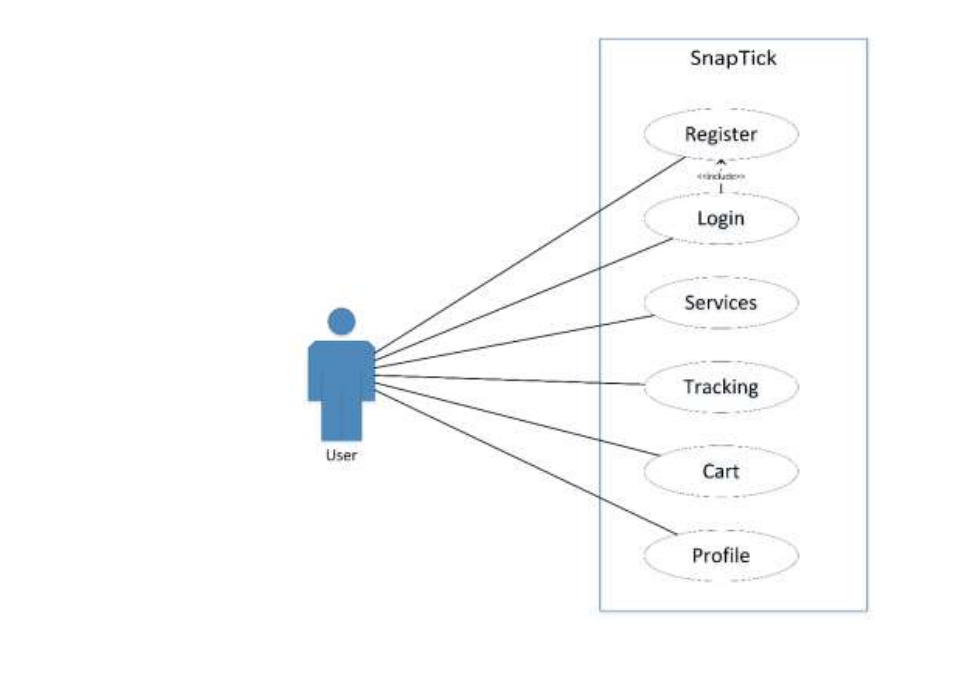 SnapTick
Register
<<include>>
Login
Services
Tracking
Cart
Profile
User